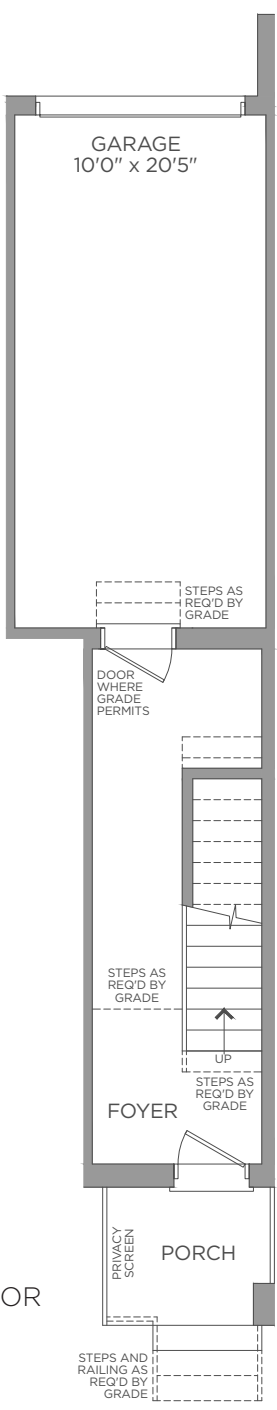 GARAGE
10'0" x 20'5"
STEPS AS
REQ'D BY
GRADE
DOOR
WHERE
GRADE
PERMITS
STEPS AS
REQ'D BY
GRADE
UP
STEPS AS
REQ'D BY
GRADE
FOYER
PRIVACY
SCREEN
PORCH
OR
STEPS AND
RAILING AS
REQ'D BY
GRADE